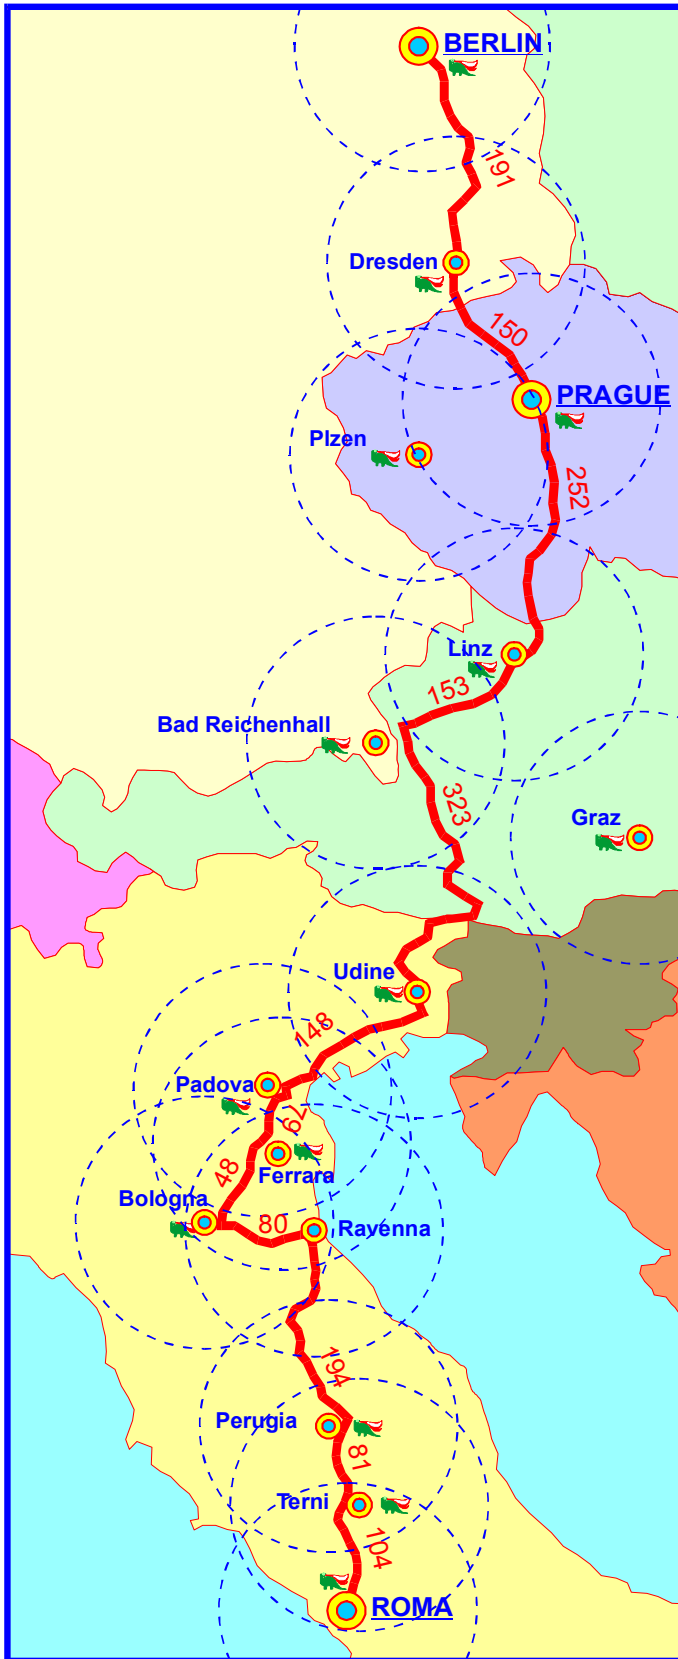 BERLIN
191
Dresden
150
PRAGUE
Plzen
252
Linz
153
Bad Reichenhall
323
Graz
Udine
148
Padova
62
Ferrara
48
Bologna
80
Ravenna
194
Perugia
81
Terni
104
ROMA